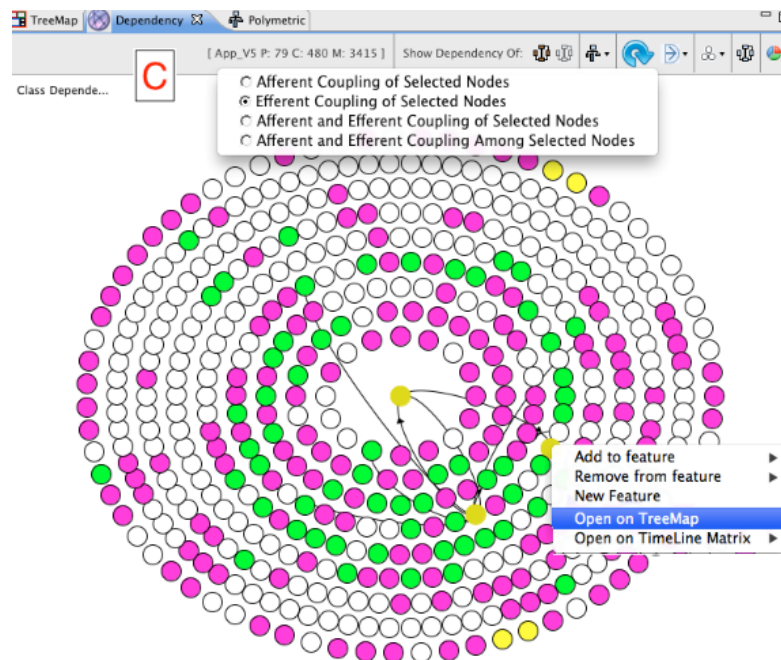 TreeMap Dependency Polymetric
[ App_V5 P: 79 C: 480 M: 3415 ] Show Dependency Of:
Class Depende...
C
Afferent Coupling of Selected Nodes
Efferent Coupling of Selected Nodes
Afferent and Efferent Coupling of Selected Nodes
Afferent and Efferent Coupling Among Selected Nodes
Add to feature
Remove from feature
New Feature
Open on TreeMap
Open on TimeLine Matrix